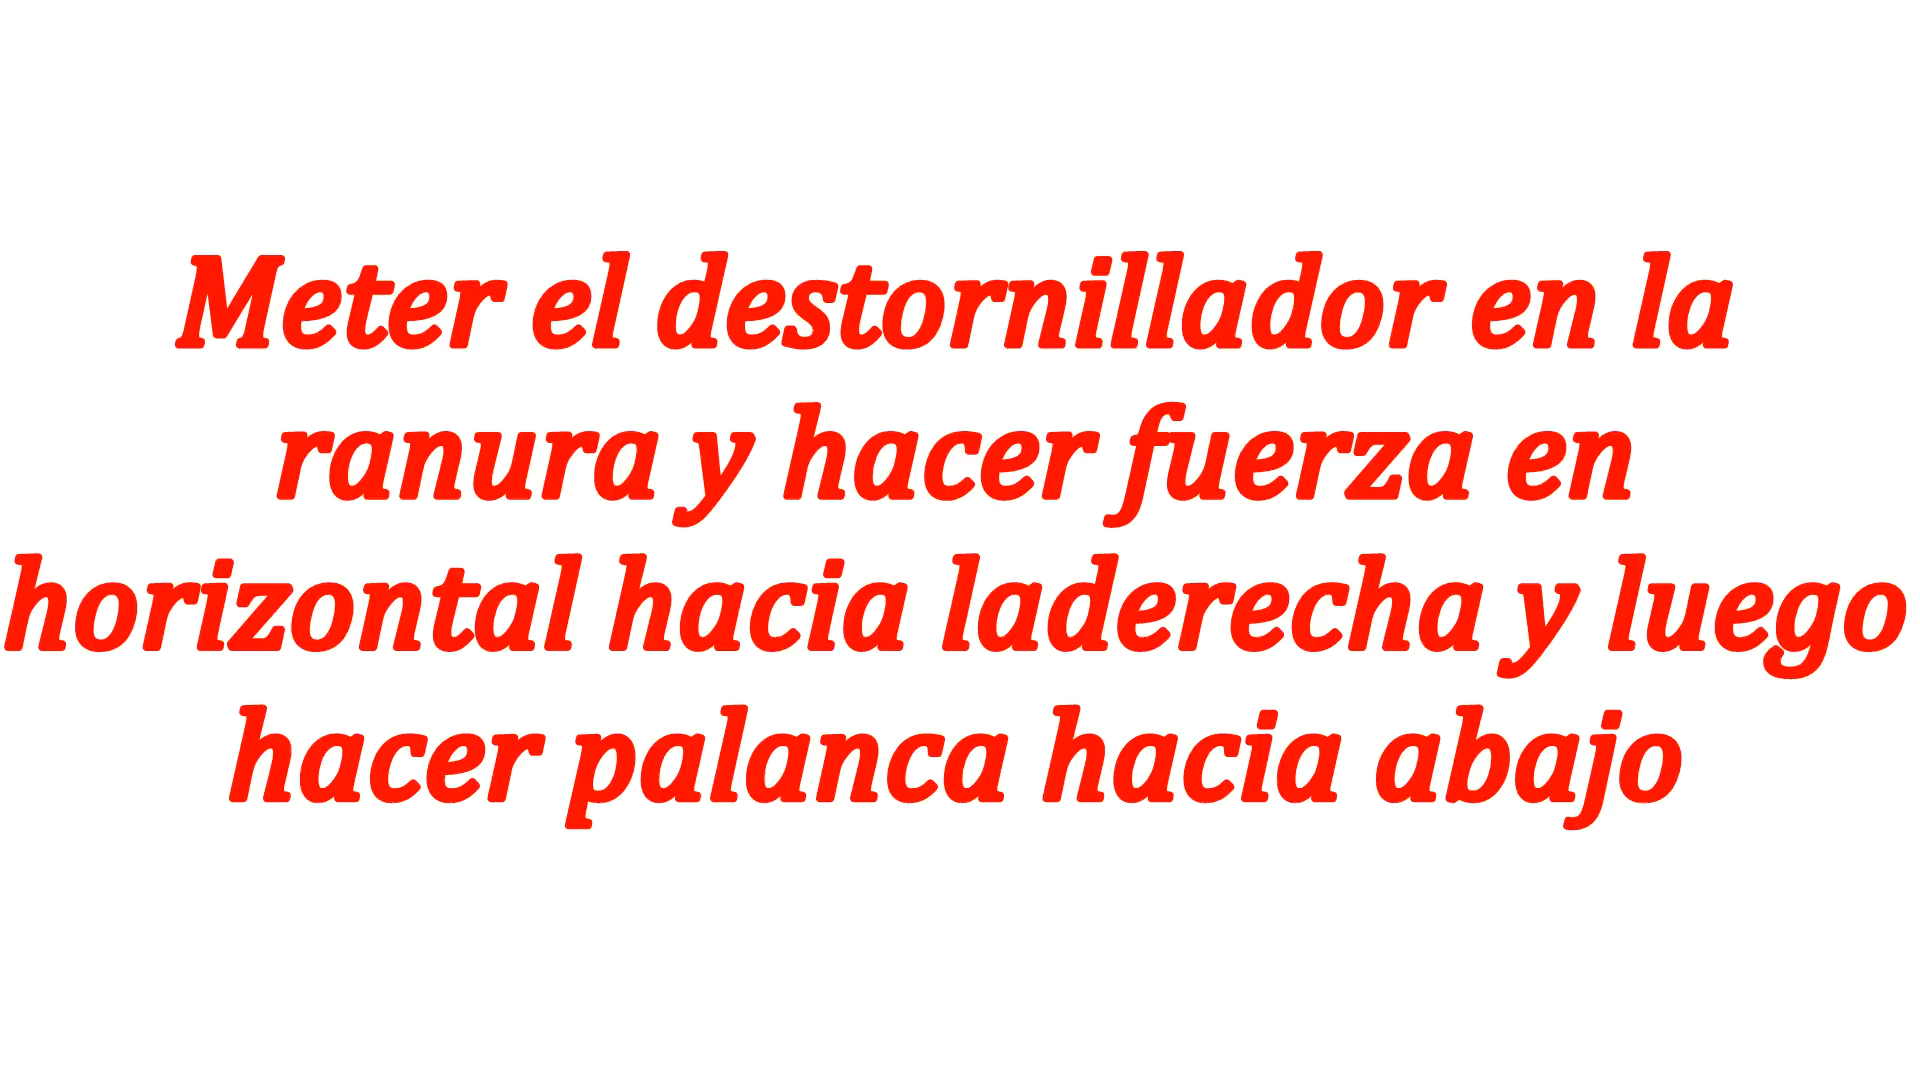 Meter el destornillador en la
ranura y hacer fuerza en
horizontal hacia laderecha y luego
hacer palanca hacia abajo